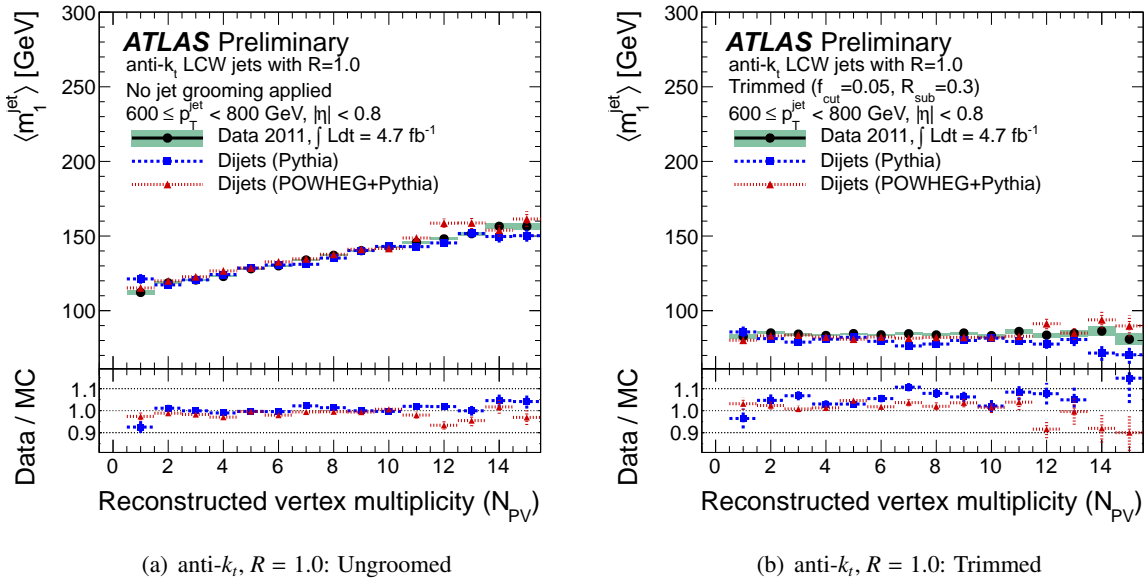 300
250
200
150
100
⟨m₁^jet⟩ [GeV]
ATLAS Preliminary
anti-kₜ LCW jets with R=1.0
No jet grooming applied
600 ≤ p_T^jet < 800 GeV, |η| < 0.8
Data 2011, ∫ Ldt = 4.7 fb⁻¹
Dijets (Pythia)
Dijets (POWHEG+Pythia)
1.1
1.0
0.9
Data / MC
0 2 4 6 8 10 12 14
Reconstructed vertex multiplicity (N_PV)
(a) anti-kₜ, R = 1.0: Ungroomed
300
250
200
150
100
⟨m₁^jet⟩ [GeV]
ATLAS Preliminary
anti-kₜ LCW jets with R=1.0
Trimmed (f_cut=0.05, R_sub=0.3)
600 ≤ p_T^jet < 800 GeV, |η| < 0.8
Data 2011, ∫ Ldt = 4.7 fb⁻¹
Dijets (Pythia)
Dijets (POWHEG+Pythia)
1.1
1.0
0.9
Data / MC
0 2 4 6 8 10 12 14
Reconstructed vertex multiplicity (N_PV)
(b) anti-kₜ, R = 1.0: Trimmed